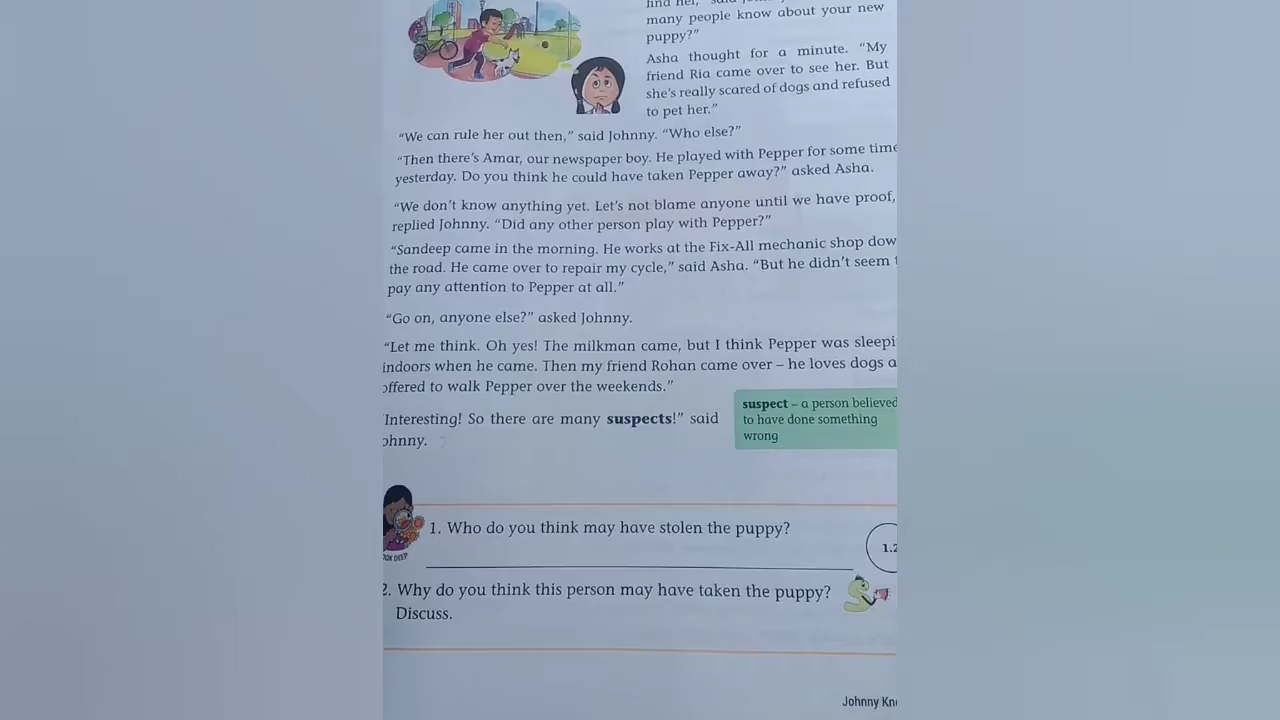 many people know about your new
puppy?"
Asha thought for a minute. "My
friend Ria came over to see her. But
she's really scared of dogs and refused
to pet her."
"We can rule her out then," said Johnny. "Who else?"
"Then there's Amar, our newspaper boy. He played with Pepper for some time
yesterday. Do you think he could have taken Pepper away?" asked Asha.
"We don't know anything yet. Let's not blame anyone until we have proof,
replied Johnny. "Did any other person play with Pepper?"
"Sandeep came in the morning. He works at the Fix-All mechanic shop dow
the road. He came over to repair my cycle," said Asha. "But he didn't seem
pay any attention to Pepper at all."
"Go on, anyone else?" asked Johnny.
"Let me think. Oh yes! The milkman came, but I think Pepper was sleepi
indoors when he came. Then my friend Rohan came over – he loves dogs a
offered to walk Pepper over the weekends."
"Interesting! So there are many suspects!" said
ohnny.
suspect – a person believed
to have done something
wrong
1. Who do you think may have stolen the puppy?
1.2
OOK DEEP
2. Why do you think this person may have taken the puppy?
Discuss.
Johnny Kn